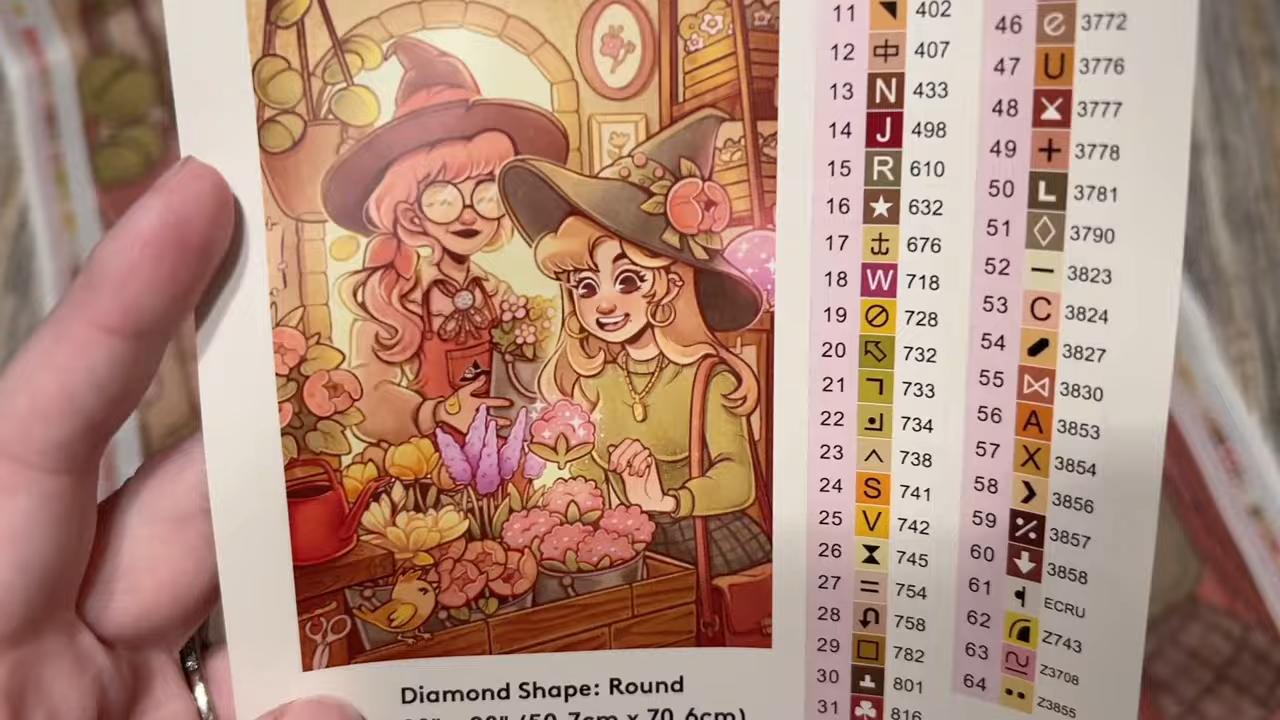 11 402
12 中 407
13 N 433
14 J 498
15 R 610
16 ★ 632
17 676
18 W 718
19 728
20 732
21 733
22 734
23 738
24 S 741
25 V 742
26 745
27 = 754
28 758
29 782
30 801
31 ♣ 816
46 e 3772
47 U 3776
48 3777
49 + 3778
50 L 3781
51 ◇ 3790
52 − 3823
53 C 3824
54 3827
55 ⋈ 3830
56 A 3853
57 X 3854
58 3856
59 ٪ 3857
60 3858
61 ECRU
62 Z743
63 Z3708
64 Z3855
Diamond Shape: Round